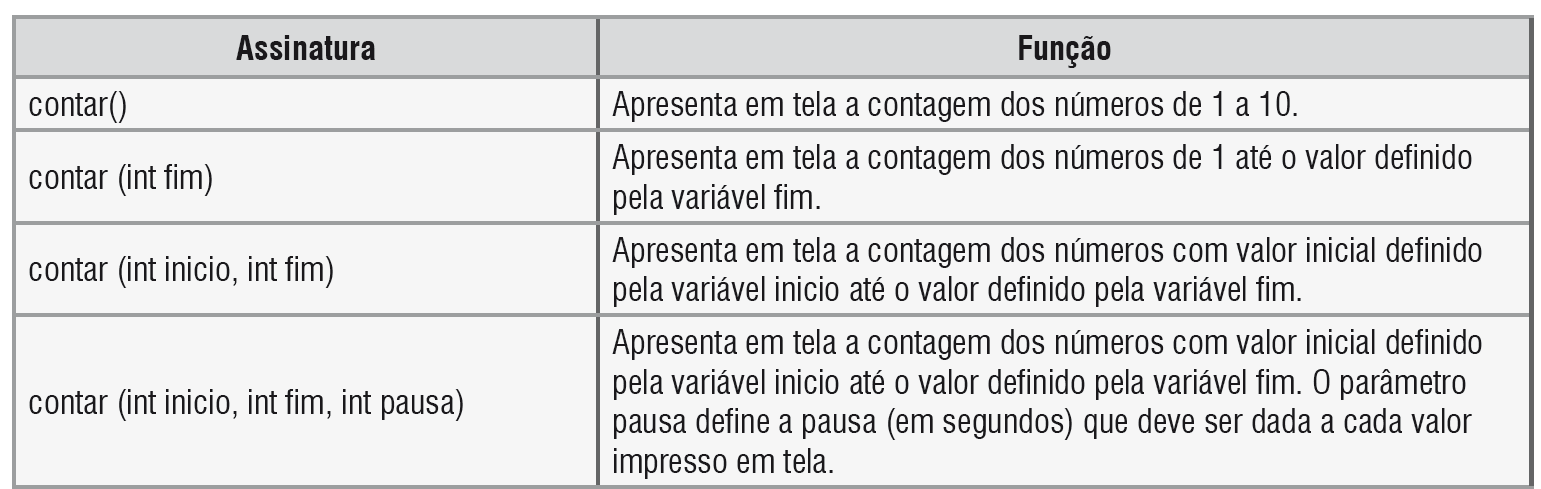 Assinatura
Função
contar()
Apresenta em tela a contagem dos números de 1 a 10.
contar (int fim)
Apresenta em tela a contagem dos números de 1 até o valor definido
pela variável fim.
contar (int inicio, int fim)
Apresenta em tela a contagem dos números com valor inicial definido
pela variável inicio até o valor definido pela variável fim.
contar (int inicio, int fim, int pausa)
Apresenta em tela a contagem dos números com valor inicial definido
pela variável inicio até o valor definido pela variável fim. O parâmetro
pausa define a pausa (em segundos) que deve ser dada a cada valor
impresso em tela.